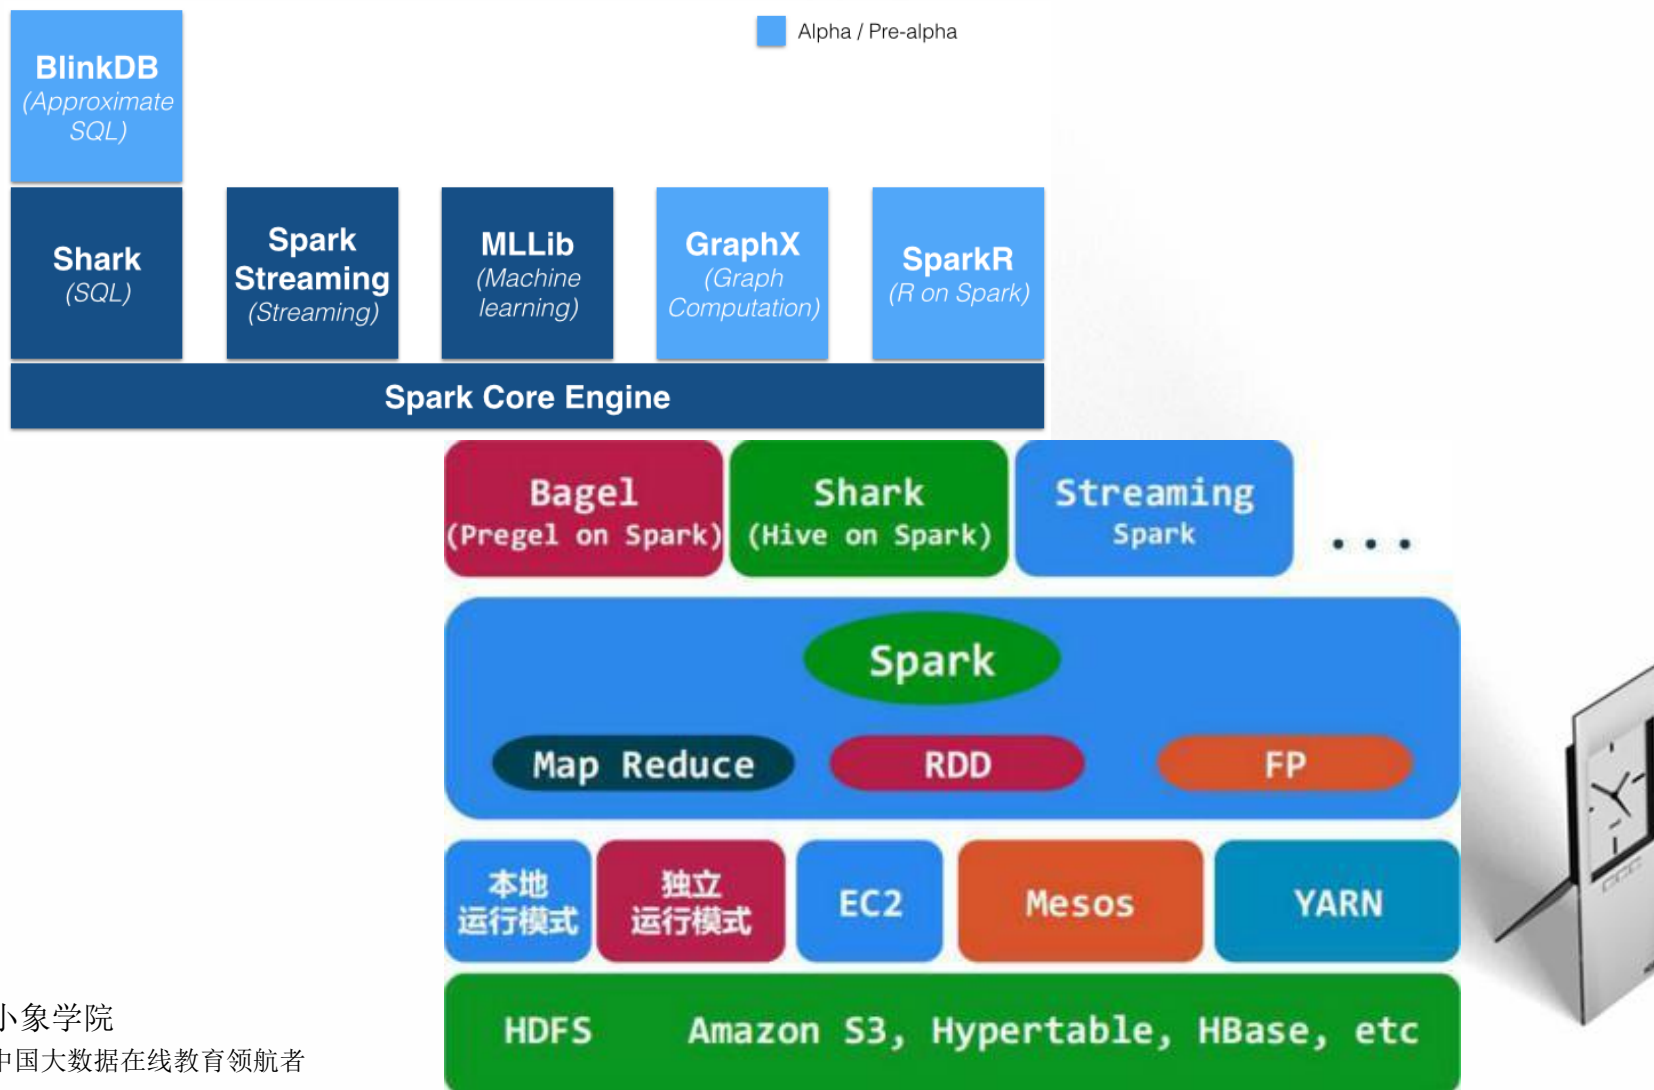 Alpha / Pre-alpha
BlinkDB
(Approximate
SQL)
Shark
(SQL)
Spark
Streaming
(Streaming)
MLLib
(Machine
learning)
GraphX
(Graph
Computation)
SparkR
(R on Spark)
Spark Core Engine
Bagel
(Pregel on Spark)
Shark
(Hive on Spark)
Streaming
Spark
...
Spark
Map Reduce
RDD
FP
本地
运行模式
独立
运行模式
EC2
Mesos
YARN
HDFS Amazon S3, Hypertable, HBase, etc
小象学院
中国大数据在线教育领航者